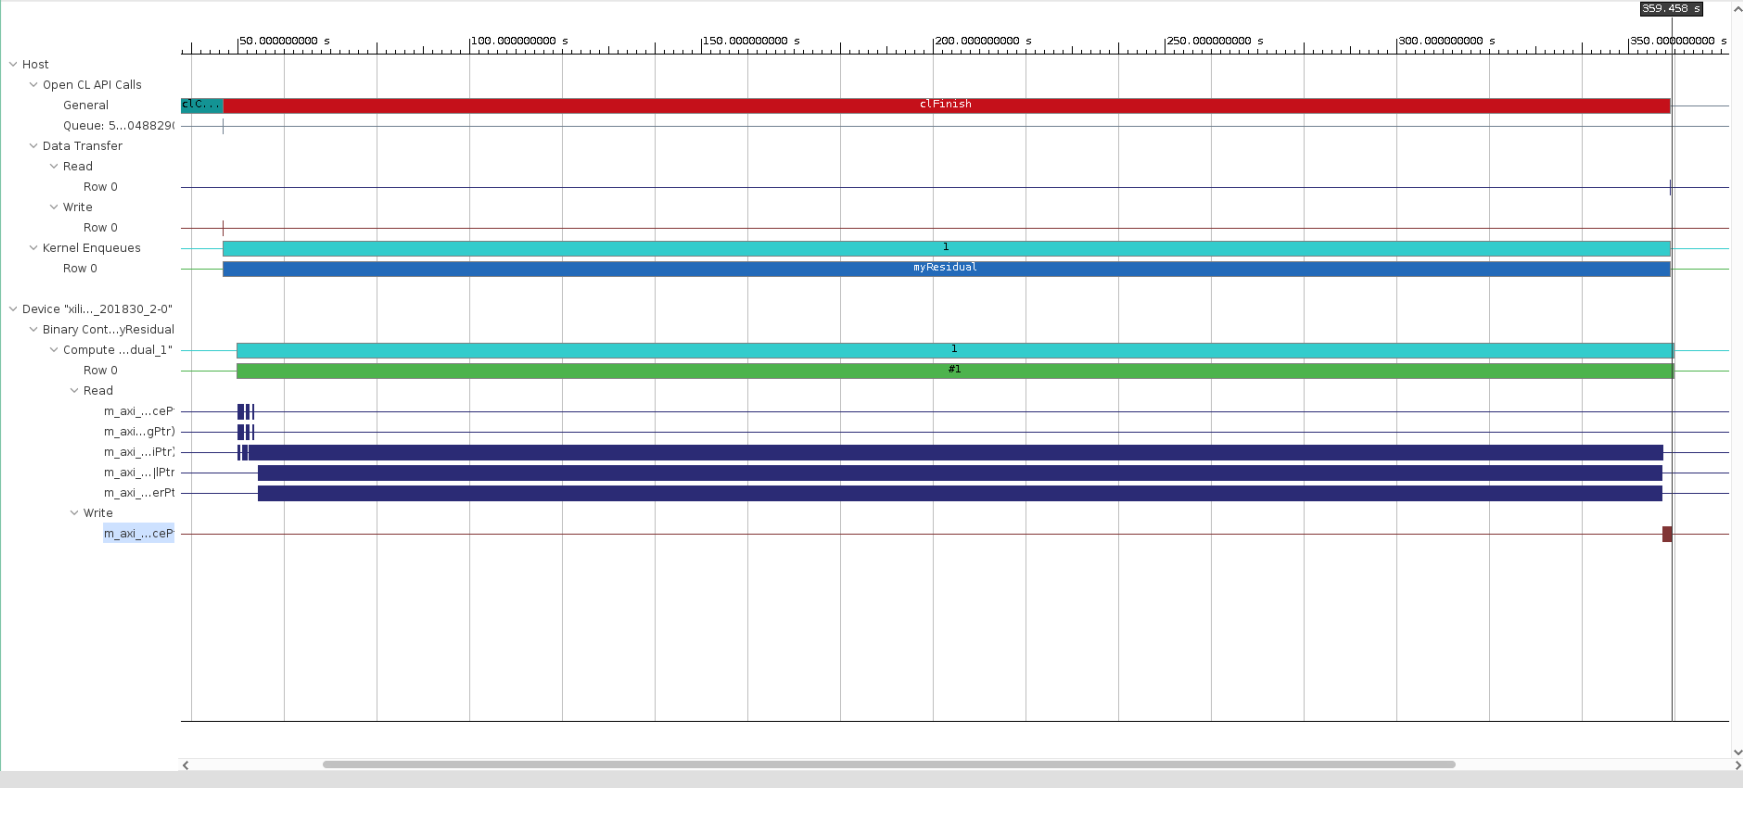 359.458 s
50.000000000 s 100.000000000 s 150.000000000 s 200.000000000 s 250.000000000 s 300.000000000 s 350.000000000 s
Host
Open CL API Calls
General clC... clFinish
Queue: 5...048829(
Data Transfer
Read
Row 0
Write
Row 0
Kernel Enqueues 1
Row 0 myResidual
Device "xili..._201830_2-0"
Binary Cont...yResidual
Compute ...dual_1" 1
Row 0 #1
Read
m_axi_...ceP
m_axi...gPtr)
m_axi_...iPtr)
m_axi_...|lPtr
m_axi_...erPt
Write
m_axi_...ceP